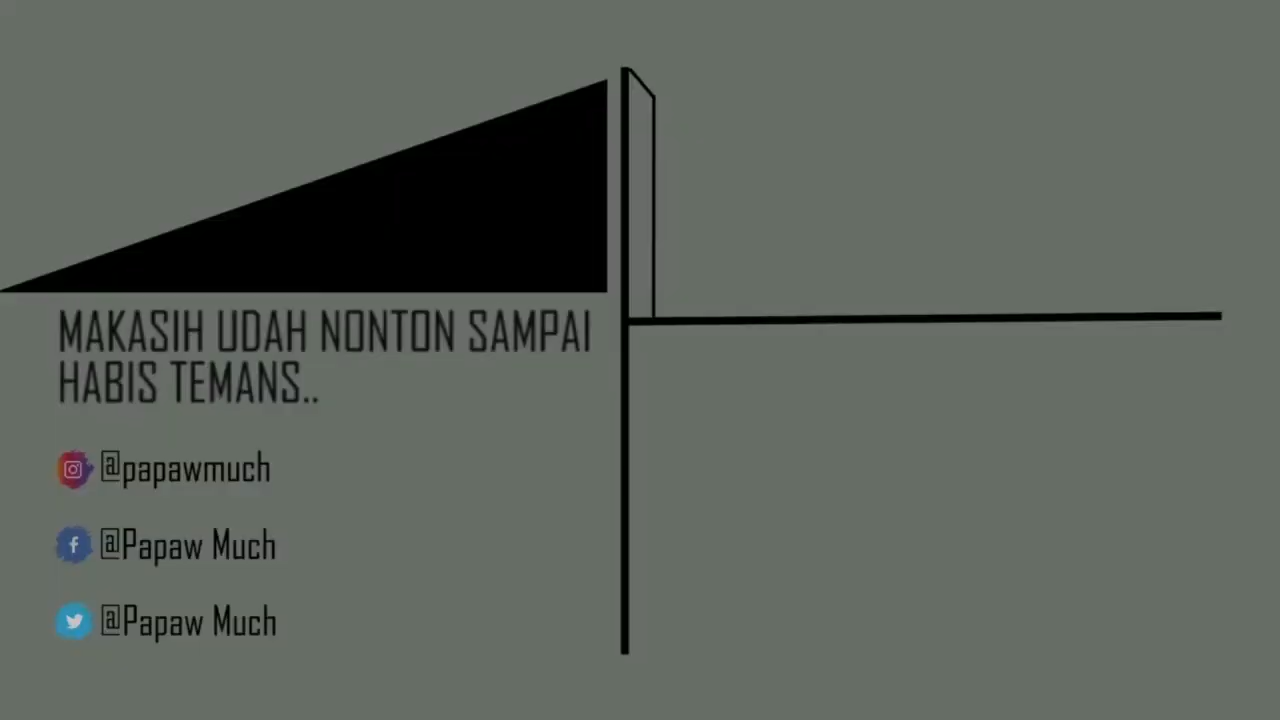 MAKASIH UDAH NONTON SAMPAI
HABIS TEMANS..
@papawmuch
@Papaw Much
@Papaw Much